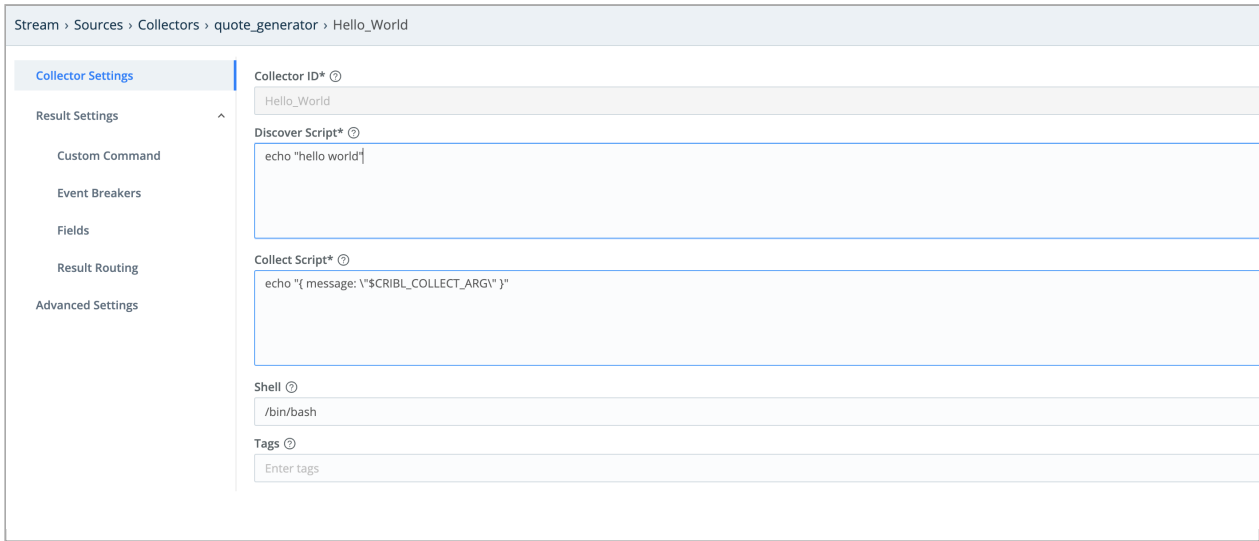 Stream › Sources › Collectors › quote_generator › Hello_World
Collector Settings
Result Settings
Custom Command
Event Breakers
Fields
Result Routing
Advanced Settings
Collector ID*
Hello_World
Discover Script*
echo "hello world"
Collect Script*
echo "{ message: \"$CRIBL_COLLECT_ARG\" }"
Shell
/bin/bash
Tags
Enter tags